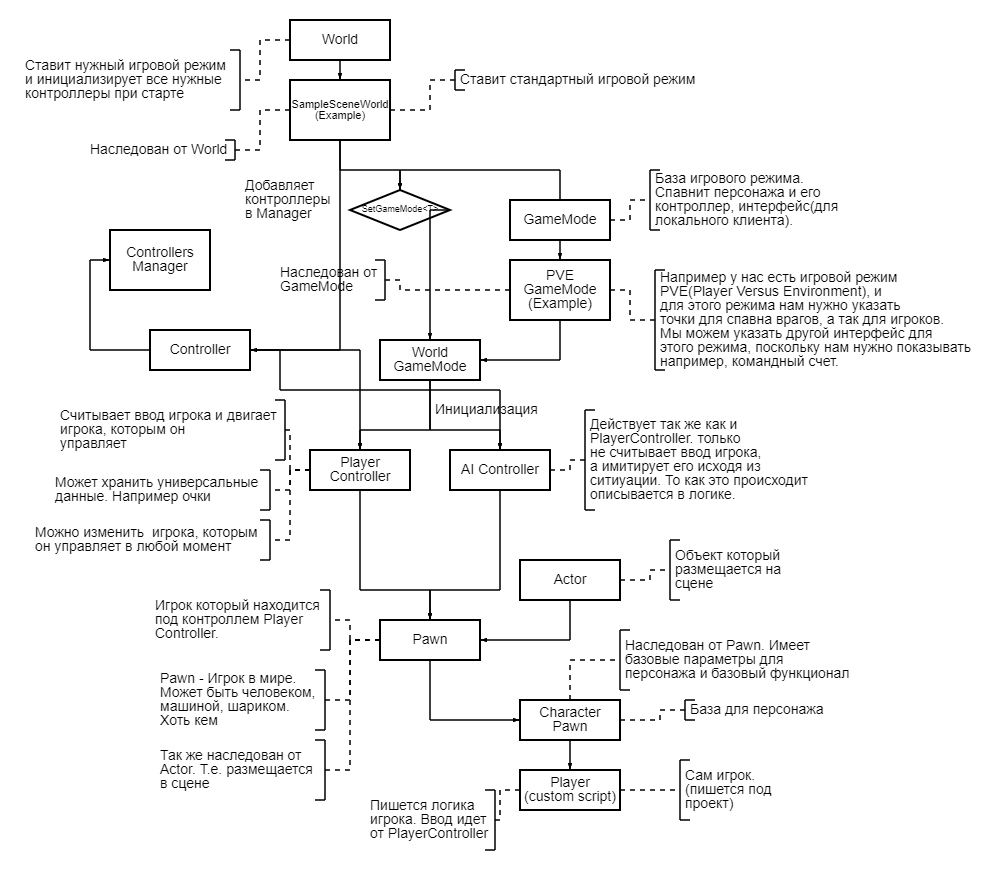 World
Ставит нужный игровой режим
и инициализирует все нужные
контроллеры при старте
SampleSceneWorld
(Example)
Ставит стандартный игровой режим
Наследован от World
Добавляет
контроллеры
в Manager
SetGameMode<T>
База игрового режима.
Спавнит персонажа и его
контроллер, интерфейс(для
локального клиента).
GameMode
Controllers
Manager
Наследован от
GameMode
PVE
GameMode
(Example)
Например у нас есть игровой режим
PVE(Player Versus Environment), и
для этого режима нам нужно указать
точки для спавна врагов, а так для игроков.
Мы можем указать другой интерфейс для
этого режима, поскольку нам нужно показывать
например, командный счет.
Controller
World
GameMode
Инициализация
Считывает ввод игрока и двигает
игрока, которым он
управляет
Player
Controller
AI Controller
Действует так же как и
PlayerController. только
не считывает ввод игрока,
а имитирует его исходя из
ситиуации. То как это происходит
описывается в логике.
Может хранить универсальные
данные. Например очки
Можно изменить  игрока, которым
он управляет в любой момент
Actor
Объект который
размещается на
сцене
Игрок который находится
под контроллем Player
Controller.
Pawn
Наследован от Pawn. Имеет
базовые параметры для
персонажа и базовый функционал
Pawn - Игрок в мире.
Может быть человеком,
машиной, шариком.
Хоть кем
Character
Pawn
База для персонажа
Так же наследован от
Actor. Т.е. размещается
в сцене
Player
(custom script)
Сам игрок.
(пишется под
проект)
Пишется логика
игрока. Ввод идет
от PlayerController